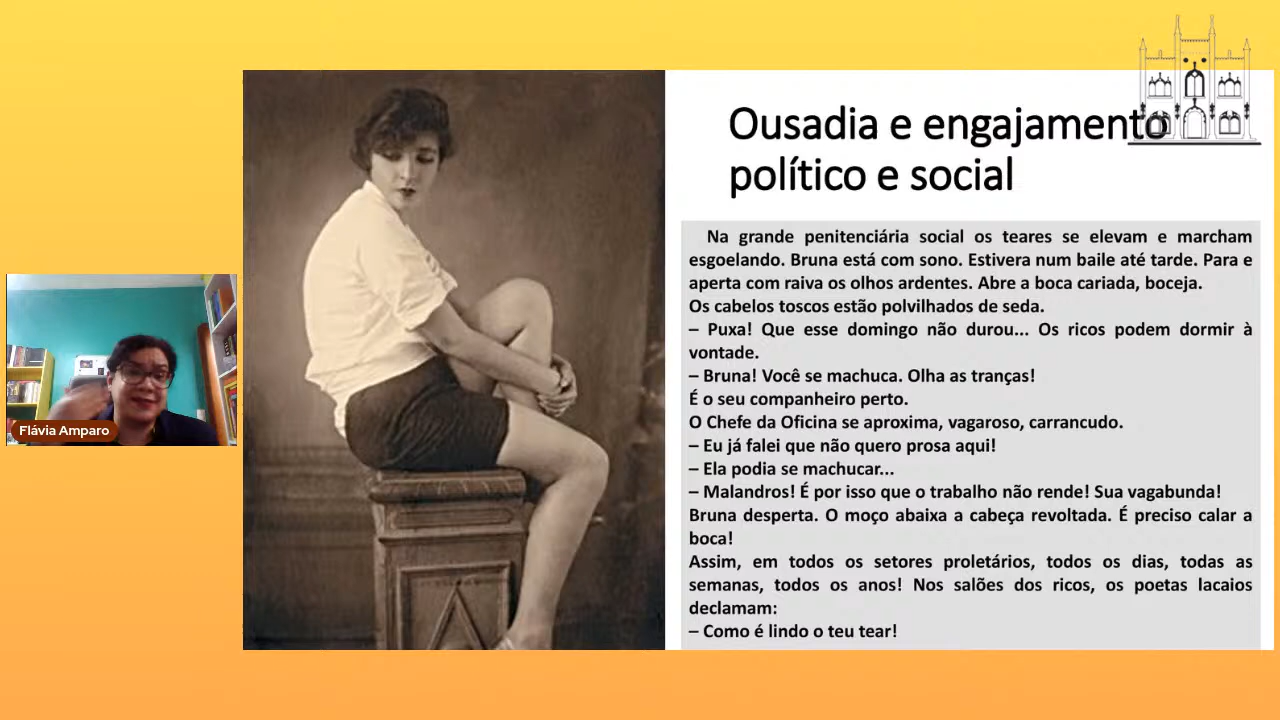 Ousadia e engajamento
político e social
Na grande penitenciária social os teares se elevam e marcham
esgoelando. Bruna está com sono. Estivera num baile até tarde. Para e
aperta com raiva os olhos ardentes. Abre a boca cariada, boceja.
Os cabelos toscos estão polvilhados de seda.
– Puxa! Que esse domingo não durou... Os ricos podem dormir à
vontade.
– Bruna! Você se machuca. Olha as tranças!
É o seu companheiro perto.
O Chefe da Oficina se aproxima, vagaroso, carrancudo.
– Eu já falei que não quero prosa aqui!
– Ela podia se machucar...
– Malandros! É por isso que o trabalho não rende! Sua vagabunda!
Bruna desperta. O moço abaixa a cabeça revoltada. É preciso calar a
boca!
Assim, em todos os setores proletários, todos os dias, todas as
semanas, todos os anos! Nos salões dos ricos, os poetas lacaios
declamam:
– Como é lindo o teu tear!
Flávia Amparo